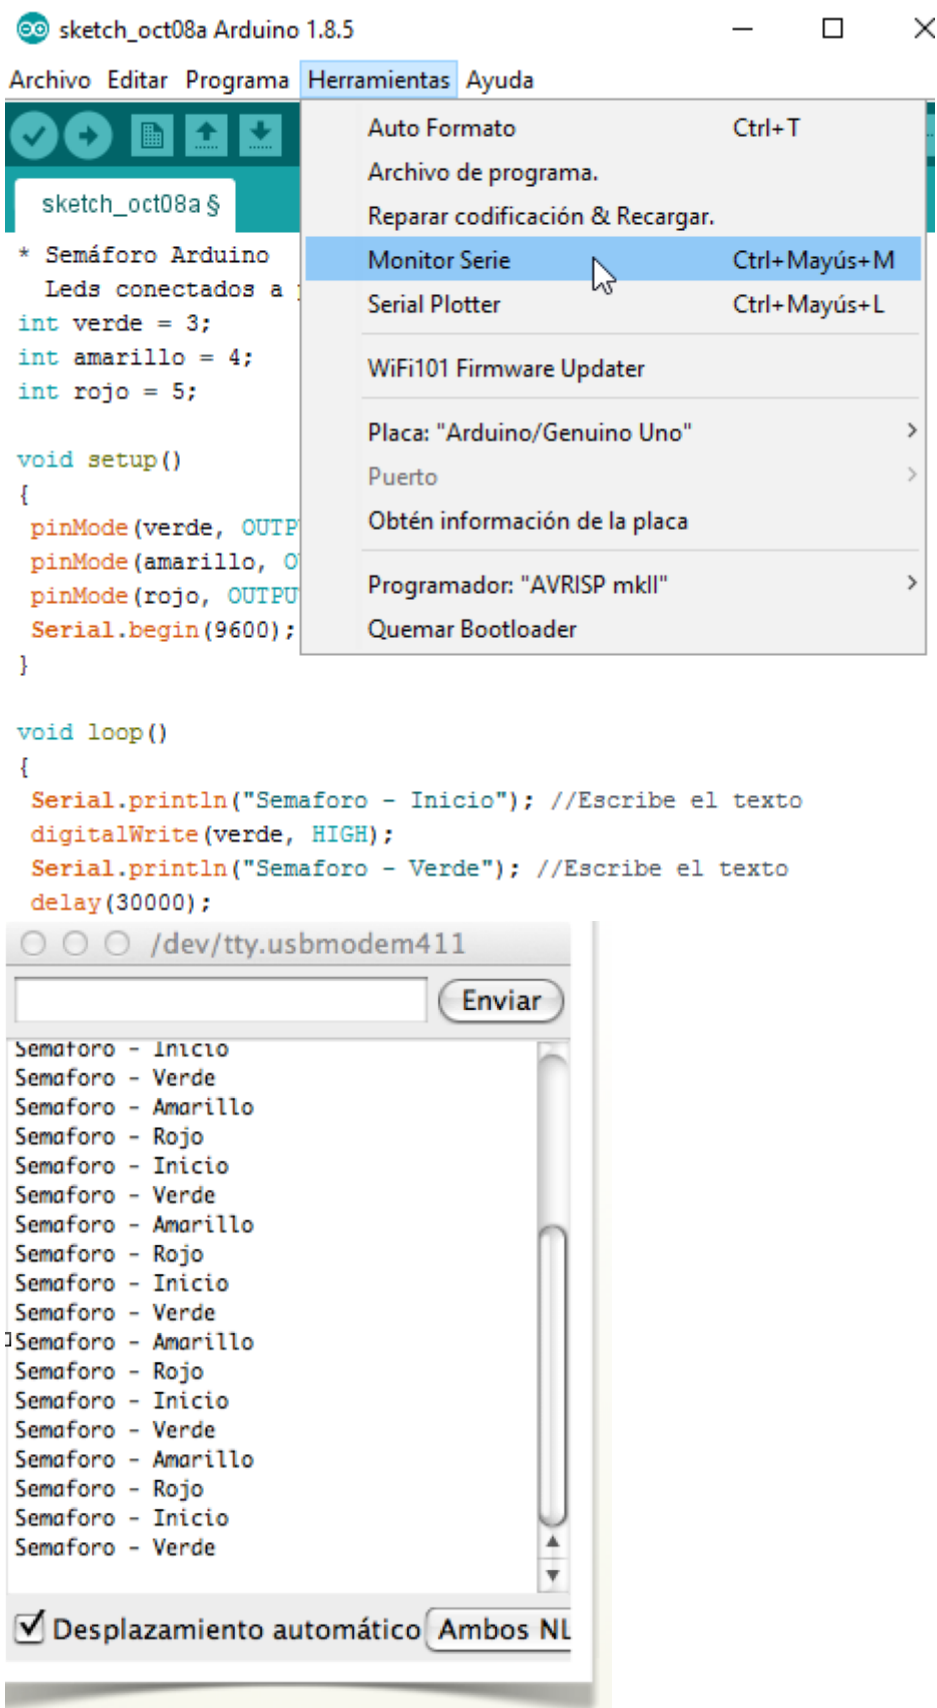 sketch_oct08a Arduino 1.8.5
Archivo Editar Programa Herramientas Ayuda
Auto Formato Ctrl+T
Archivo de programa.
Reparar codificación & Recargar.
Monitor Serie Ctrl+Mayús+M
Serial Plotter Ctrl+Mayús+L
WiFi101 Firmware Updater
Placa: "Arduino/Genuino Uno"
Puerto
Obtén información de la placa
Programador: "AVRISP mkII"
Quemar Bootloader
sketch_oct08a §
* Semáforo Arduino
Leds conectados a
int verde = 3;
int amarillo = 4;
int rojo = 5;
void setup()
{
pinMode(verde, OUTP
pinMode(amarillo, O
pinMode(rojo, OUTPU
Serial.begin(9600);
}
void loop()
{
Serial.println("Semaforo - Inicio"); //Escribe el texto
digitalWrite(verde, HIGH);
Serial.println("Semaforo - Verde"); //Escribe el texto
delay(30000);
/dev/tty.usbmodem411
Enviar
Semaforo - Inicio
Semaforo - Verde
Semaforo - Amarillo
Semaforo - Rojo
Semaforo - Inicio
Semaforo - Verde
Semaforo - Amarillo
Semaforo - Rojo
Semaforo - Inicio
Semaforo - Verde
Semaforo - Amarillo
Semaforo - Rojo
Semaforo - Inicio
Semaforo - Verde
Semaforo - Amarillo
Semaforo - Rojo
Semaforo - Inicio
Semaforo - Verde
Desplazamiento automático Ambos NL